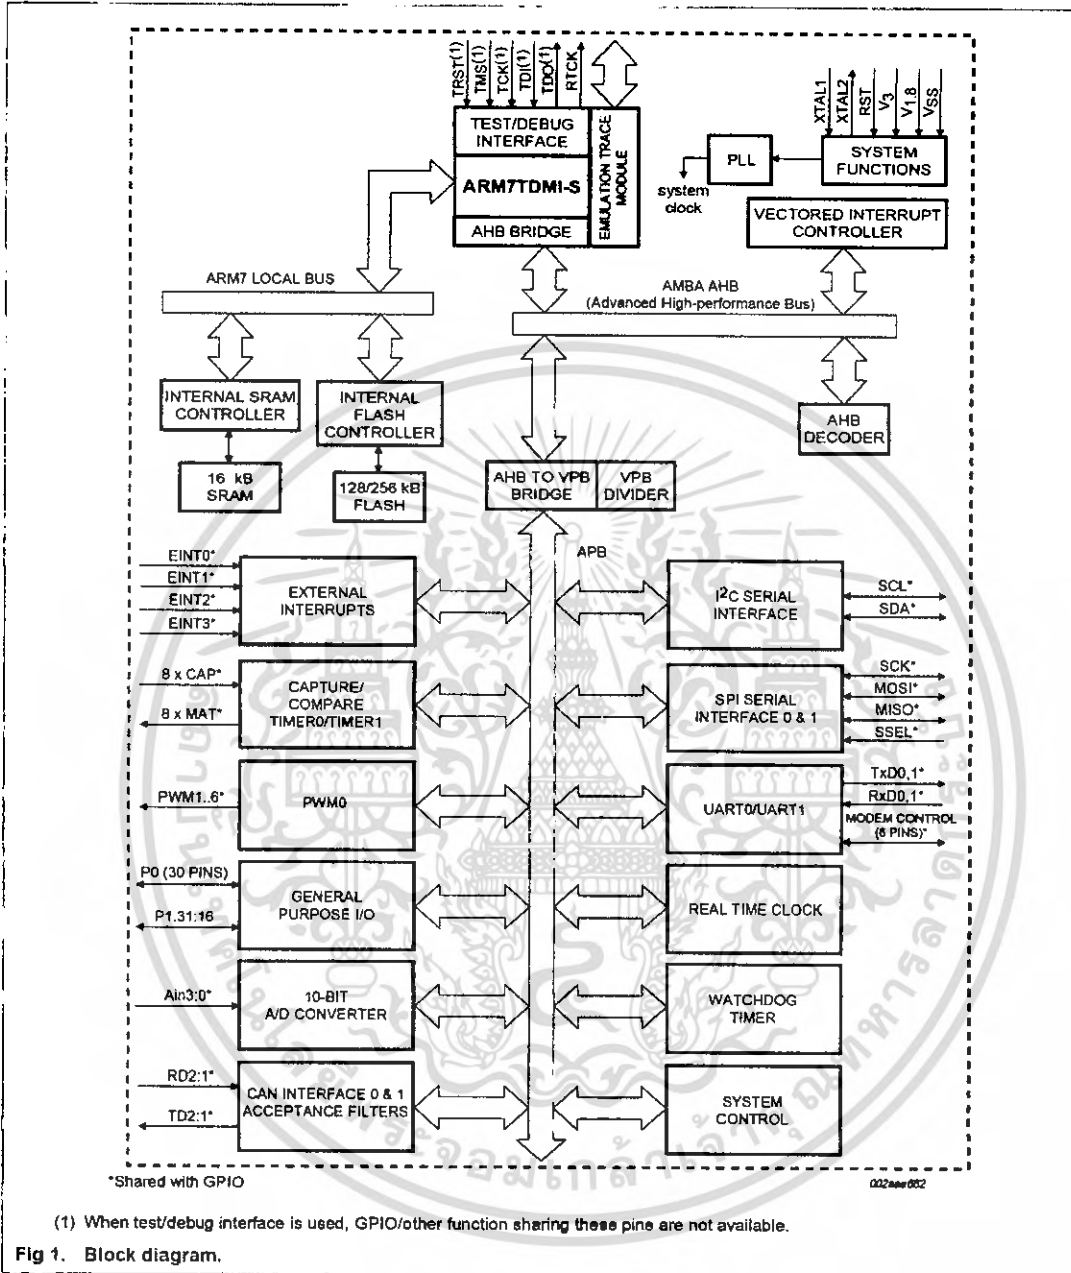 TRST(1)
TMS(1)
TCK(1)
TDI(1)
TDO(1)
RTCK
XTAL1
XTAL2
RST
V3
V1.8
VSS
TEST/DEBUG
INTERFACE
EMULATION TRACE
MODULE
PLL
SYSTEM
FUNCTIONS
ARM7TDMI-S
system
clock
VECTORED INTERRUPT
CONTROLLER
AHB BRIDGE
ARM7 LOCAL BUS
AMBA AHB
(Advanced High-performance Bus)
INTERNAL SRAM
CONTROLLER
INTERNAL
FLASH
CONTROLLER
AHB
DECODER
16 kB
SRAM
128/256 kB
FLASH
AHB TO VPB
BRIDGE
VPB
DIVIDER
APB
EINT0*
EINT1*
EINT2*
EINT3*
EXTERNAL
INTERRUPTS
I2C SERIAL
INTERFACE
SCL*
SDA*
8 x CAP*
8 x MAT*
CAPTURE/
COMPARE
TIMER0/TIMER1
SPI SERIAL
INTERFACE 0 & 1
SCK*
MOSI*
MISO*
SSEL*
PWM1..6*
PWM0
UART0/UART1
TxD0,1*
RxD0,1*
MODEM CONTROL
(6 PINS)*
P0 (30 PINS)
P1.31:16
GENERAL
PURPOSE I/O
REAL TIME CLOCK
Ain3:0*
10-BIT
A/D CONVERTER
WATCHDOG
TIMER
RD2:1*
TD2:1*
CAN INTERFACE 0 & 1
ACCEPTANCE FILTERS
SYSTEM
CONTROL
*Shared with GPIO
002aae662
(1) When test/debug interface is used, GPIO/other function sharing these pins are not available.
Fig 1. Block diagram.